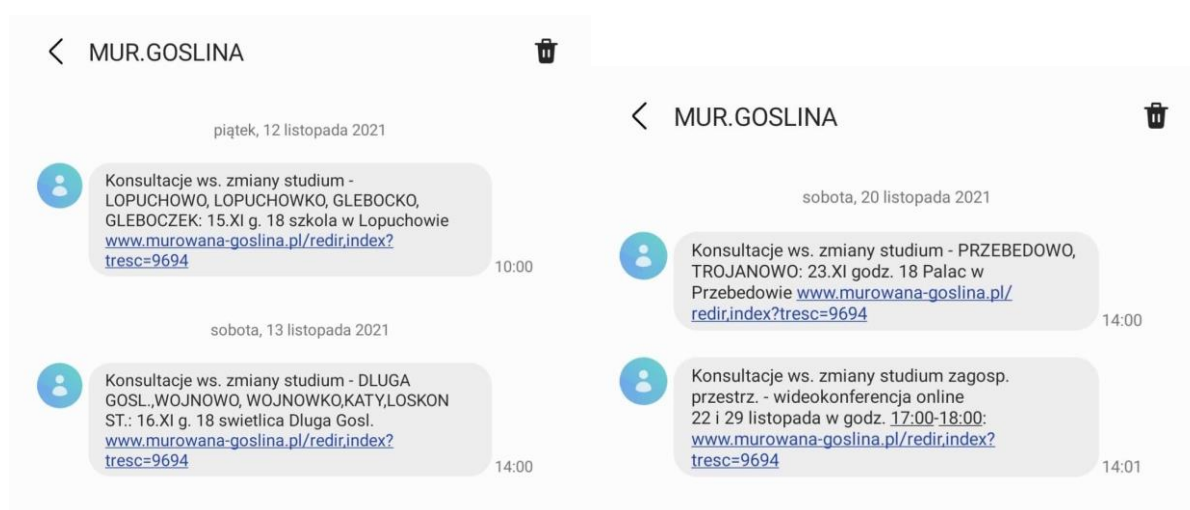 MUR.GOSLINA
piątek, 12 listopada 2021
Konsultacje ws. zmiany studium -
LOPUCHOWO, LOPUCHOWKO, GLEBOCKO,
GLEBOCZEK: 15.XI g. 18 szkola w Lopuchowie
www.murowana-goslina.pl/redir,index?
tresc=9694
10:00
sobota, 13 listopada 2021
Konsultacje ws. zmiany studium - DLUGA
GOSL.,WOJNOWO, WOJNOWKO,KATY,LOSKON
ST.: 16.XI g. 18 swietlica Dluga Gosl.
www.murowana-goslina.pl/redir,index?
tresc=9694
14:00
MUR.GOSLINA
sobota, 20 listopada 2021
Konsultacje ws. zmiany studium - PRZEBEDOWO,
TROJANOWO: 23.XI godz. 18 Palac w
Przebedowie www.murowana-goslina.pl/
redir,index?tresc=9694
14:00
Konsultacje ws. zmiany studium zagosp.
przestrz. - wideokonferencja online
22 i 29 listopada w godz. 17:00-18:00:
www.murowana-goslina.pl/redir,index?
tresc=9694
14:01